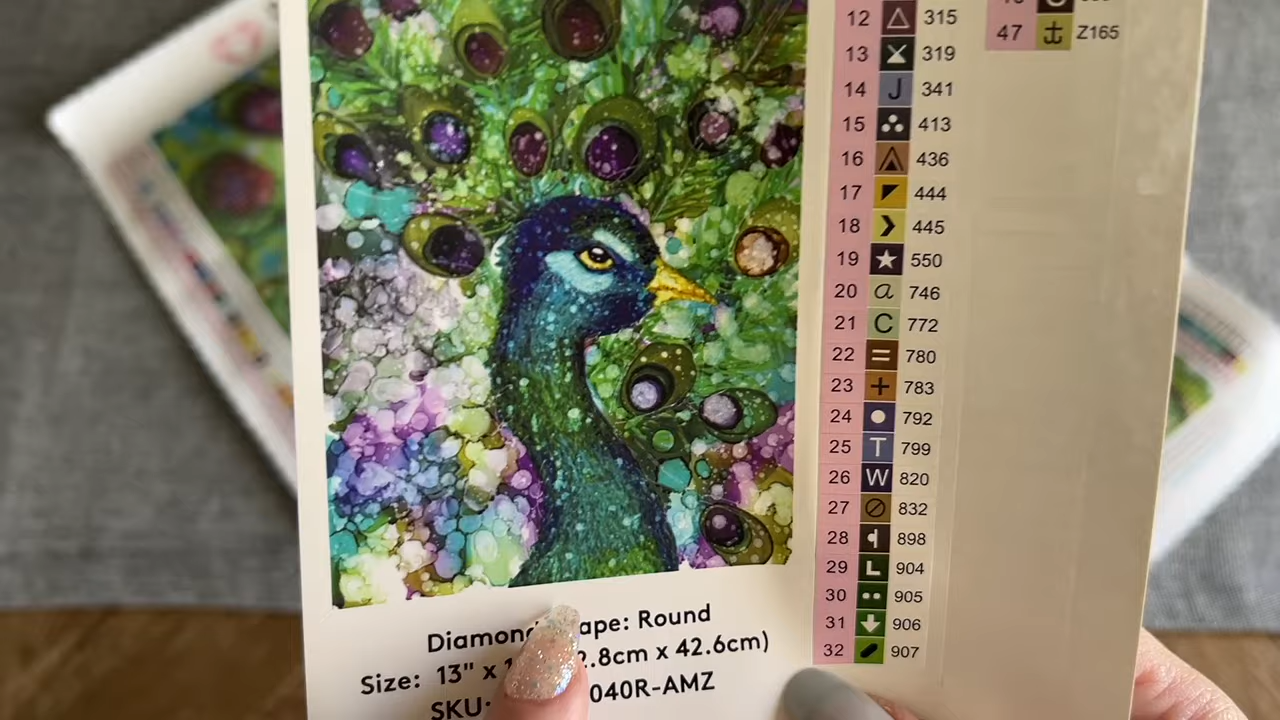 12 315
13 319
14 J 341
15 413
16 436
17 444
18 445
19 550
20 a 746
21 C 772
22 = 780
23 + 783
24 792
25 T 799
26 W 820
27 832
28 898
29 L 904
30 905
31 906
32 907
47 Z165
Diamond ape: Round
Size: 13" x 2.8cm x 42.6cm)
SKU: 040R-AMZ